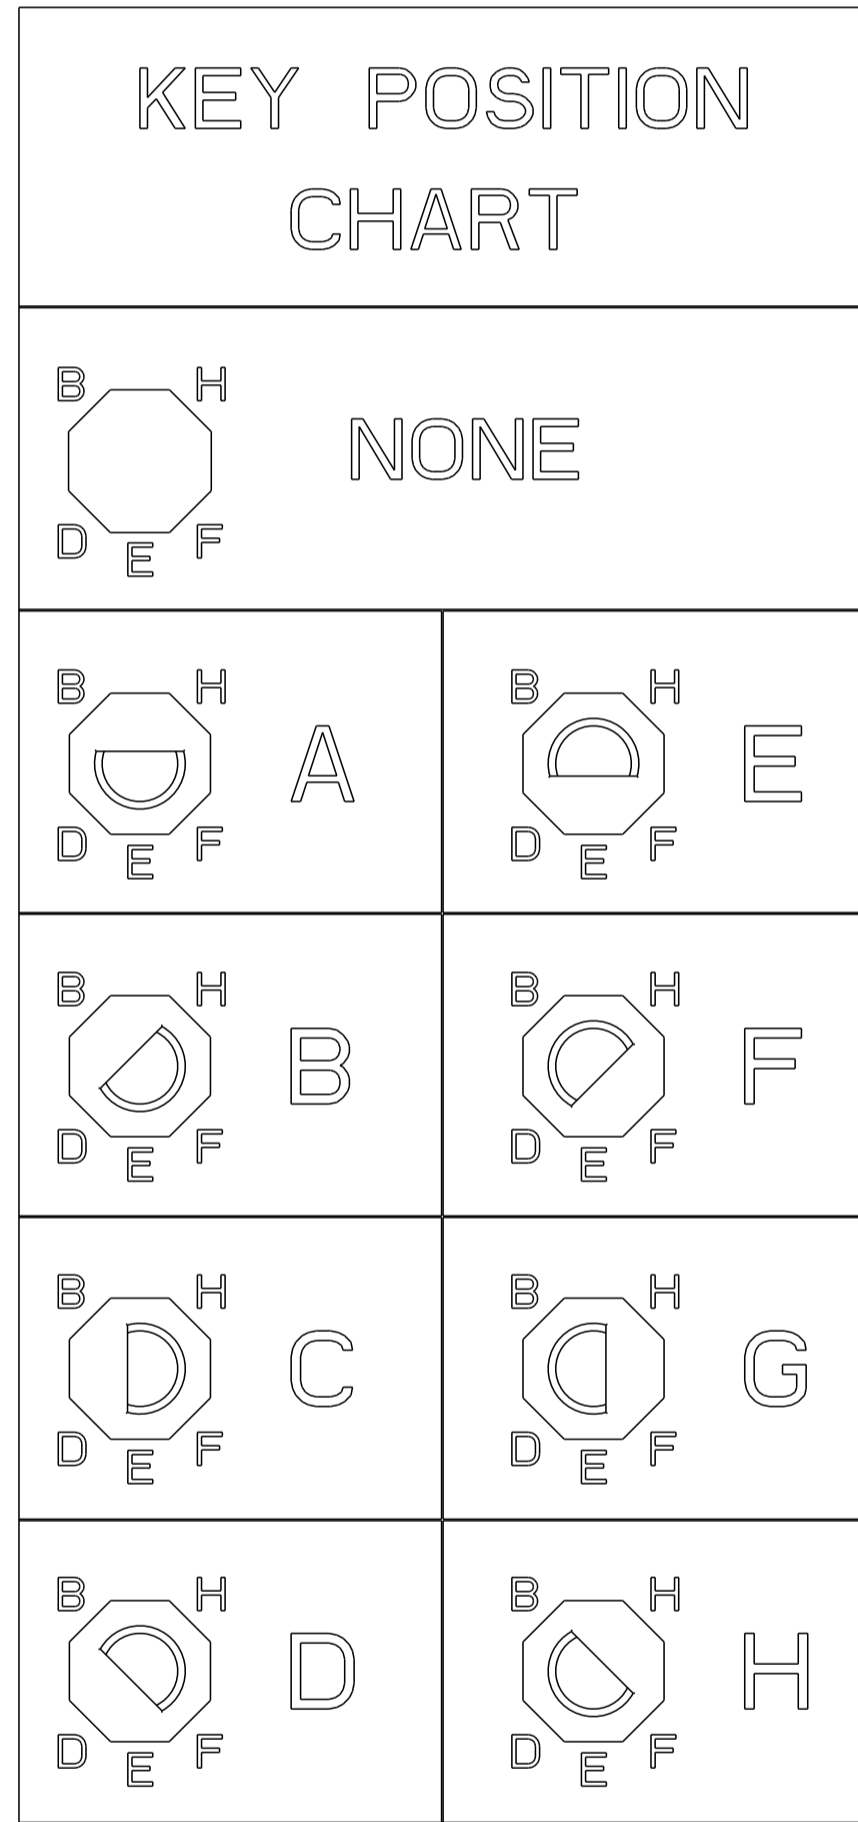 KEY POSITION
CHART
B H
NONE
D E F
B H B H
A E
D E F D E F
B H B H
B F
D E F D E F
B H B H
C G
D E F D E F
B H B H
D H
D E F D E F